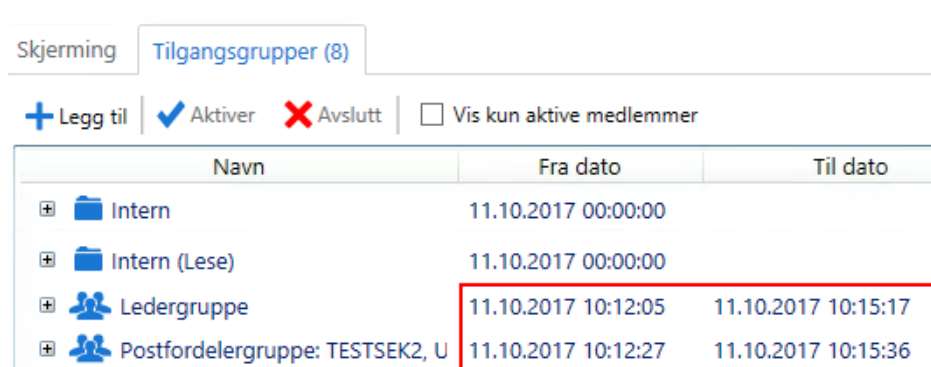 Skjerming Tilgangsgrupper (8)
Legg til Aktiver Avslutt Vis kun aktive medlemmer
Navn Fra dato Til dato
Intern 11.10.2017 00:00:00
Intern (Lese) 11.10.2017 00:00:00
Ledergruppe 11.10.2017 10:12:05 11.10.2017 10:15:17
Postfordelergruppe: TESTSEK2, U 11.10.2017 10:12:27 11.10.2017 10:15:36